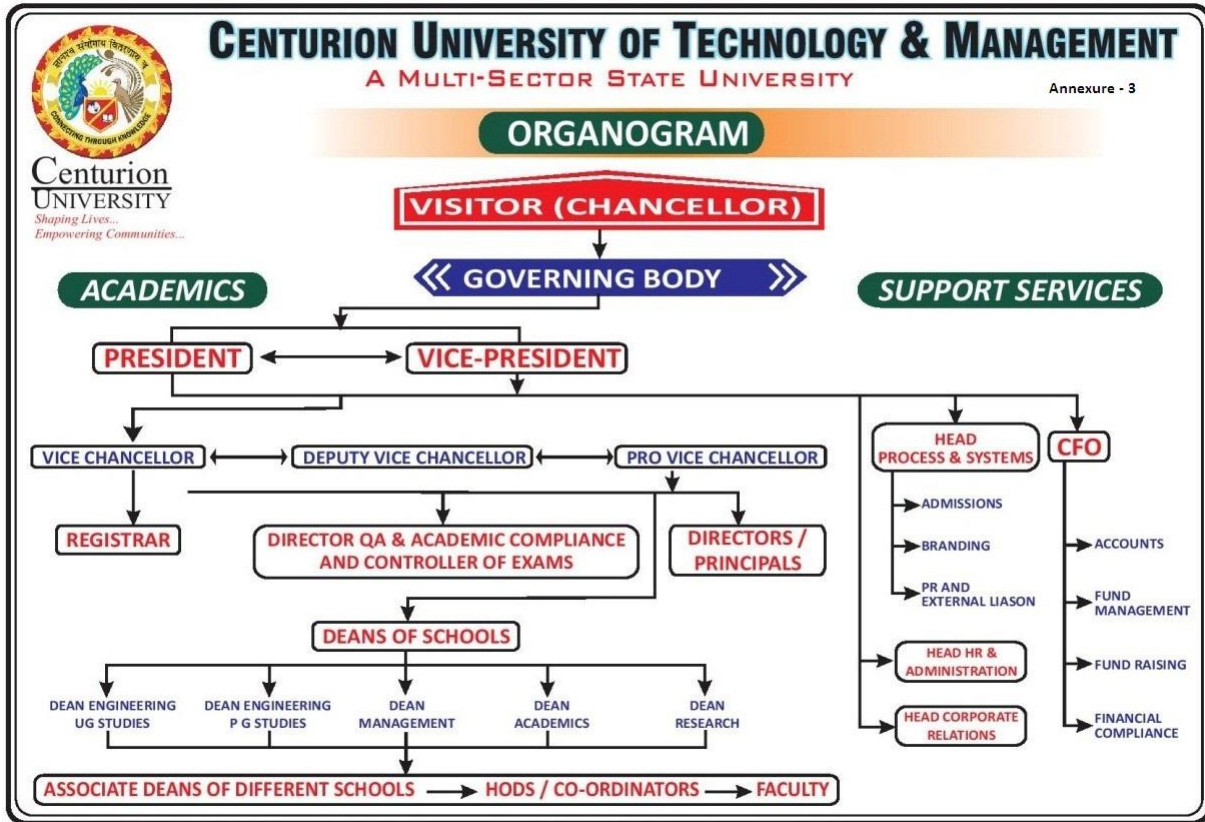 CENTURION UNIVERSITY OF TECHNOLOGY & MANAGEMENT
A MULTI-SECTOR STATE UNIVERSITY
Annexure - 3
CONNECTING THROUGH KNOWLEDGE
Centurion
UNIVERSITY
Shaping Lives...
Empowering Communities...
ORGANOGRAM
VISITOR (CHANCELLOR)
GOVERNING BODY
ACADEMICS
SUPPORT SERVICES
PRESIDENT
VICE-PRESIDENT
VICE CHANCELLOR
DEPUTY VICE CHANCELLOR
PRO VICE CHANCELLOR
HEAD
PROCESS & SYSTEMS
CFO
REGISTRAR
DIRECTOR QA & ACADEMIC COMPLIANCE
AND CONTROLLER OF EXAMS
DIRECTORS /
PRINCIPALS
ADMISSIONS
BRANDING
PR AND
EXTERNAL LIASON
ACCOUNTS
FUND
MANAGEMENT
FUND RAISING
FINANCIAL
COMPLIANCE
DEANS OF SCHOOLS
HEAD HR &
ADMINISTRATION
HEAD CORPORATE
RELATIONS
DEAN ENGINEERING
UG STUDIES
DEAN ENGINEERING
P G STUDIES
DEAN
MANAGEMENT
DEAN
ACADEMICS
DEAN
RESEARCH
ASSOCIATE DEANS OF DIFFERENT SCHOOLS
HODS / CO-ORDINATORS
FACULTY